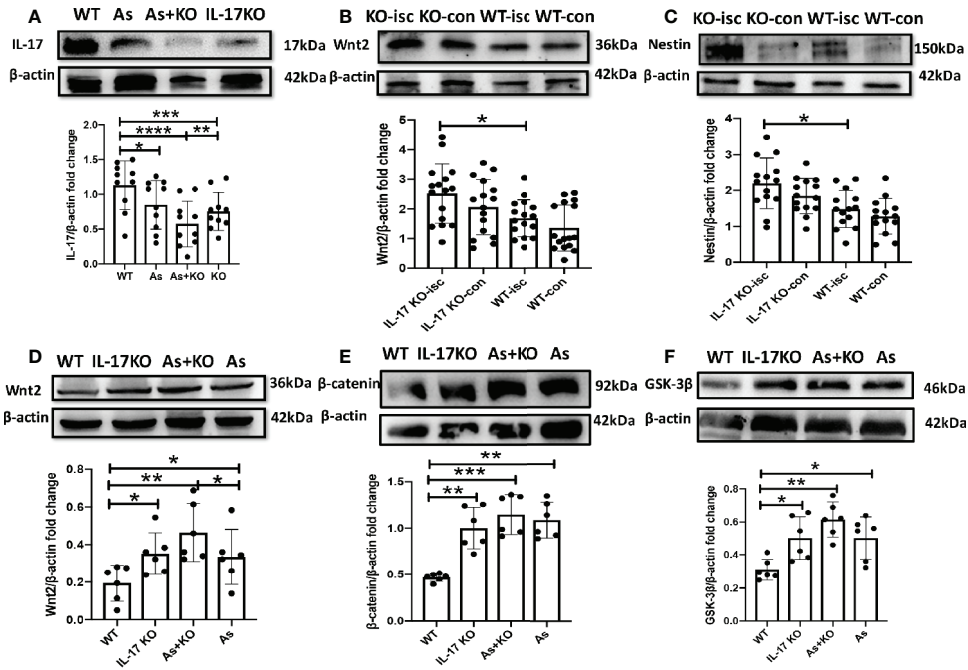 A
WT As As+KO IL-17KO
IL-17
17kDa
β-actin
42kDa
IL-17/β-actin fold change
2.0
1.5
1.0
0.5
0.0
***
****
**
*
WT As As+KO KO
B
KO-isc KO-con WT-isc WT-con
Wnt2
36kDa
β-actin
42kDa
Wnt2/β-actin fold change
5
4
3
2
1
0
*
IL-17 KO-isc IL-17 KO-con WT-isc WT-con
C
KO-isc KO-con WT-isc WT-con
Nestin
150kDa
β-actin
42kDa
Nestin/β-actin fold change
4
3
2
1
0
*
IL-17 KO-isc IL-17 KO-con WT-isc WT-con
D
WT IL-17KO As+KO As
Wnt2
36kDa
β-actin
42kDa
Wnt2/β-actin fold change
0.8
0.6
0.4
0.2
0.0
*
**
*
*
WT IL-17 KO As+KO As
E
WT IL-17KO As+KO As
β-catenin
92kDa
β-actin
42kDa
β-catenin/β-actin fold change
1.5
1.0
0.5
0.0
**
***
**
WT IL-17 KO As+KO As
F
WT IL-17KO As+KO As
GSK-3β
46kDa
β-actin
42kDa
GSK-3β/β-actin fold change
0.8
0.6
0.4
0.2
0.0
*
**
*
WT IL-17 KO As+KO As